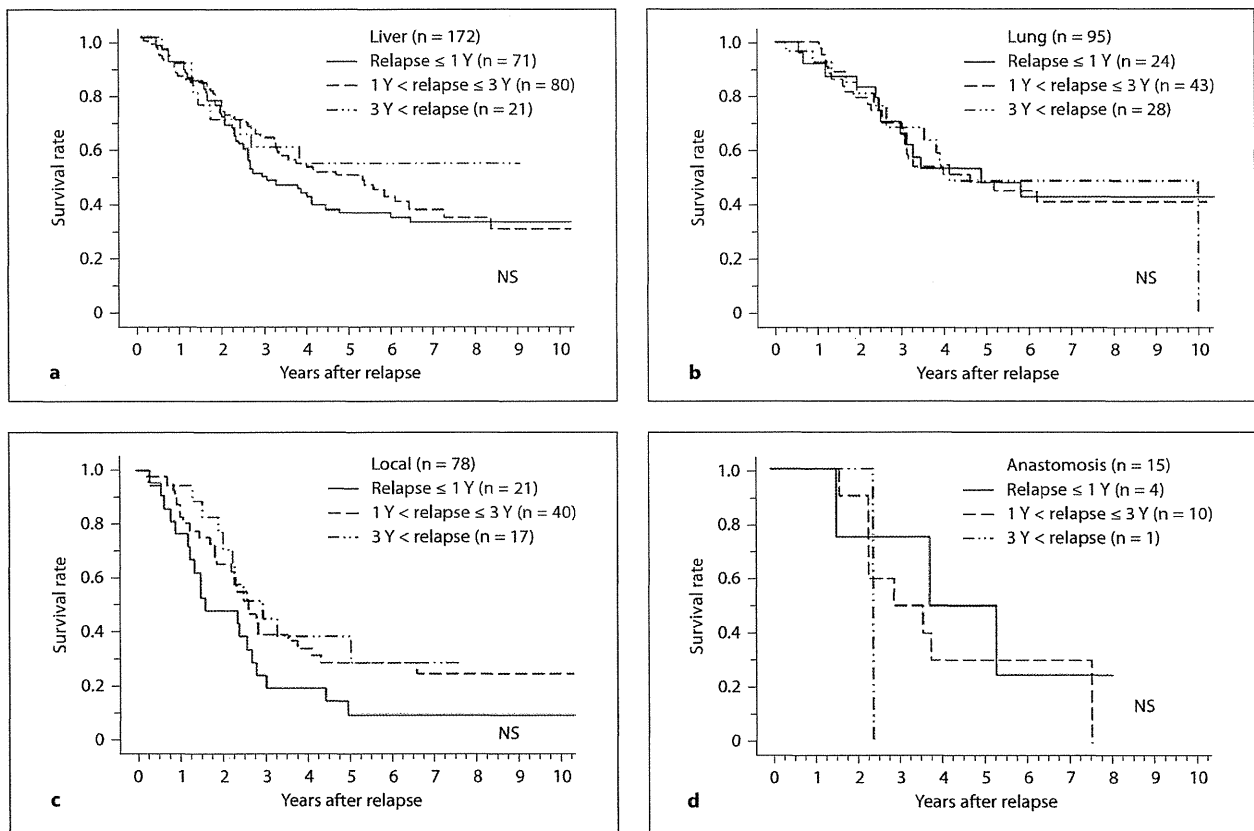 Liver (n = 172)
Relapse ≤ 1 Y (n = 71)
1 Y < relapse ≤ 3 Y (n = 80)
3 Y < relapse (n = 21)
Survival rate
1.0
0.8
0.6
0.4
0.2
0
NS
0 1 2 3 4 5 6 7 8 9 10
Years after relapse
a
Lung (n = 95)
Relapse ≤ 1 Y (n = 24)
1 Y < relapse ≤ 3 Y (n = 43)
3 Y < relapse (n = 28)
Survival rate
1.0
0.8
0.6
0.4
0.2
0
NS
0 1 2 3 4 5 6 7 8 9 10
Years after relapse
b
Local (n = 78)
Relapse ≤ 1 Y (n = 21)
1 Y < relapse ≤ 3 Y (n = 40)
3 Y < relapse (n = 17)
Survival rate
1.0
0.8
0.6
0.4
0.2
0
NS
0 1 2 3 4 5 6 7 8 9 10
Years after relapse
c
Anastomosis (n = 15)
Relapse ≤ 1 Y (n = 4)
1 Y < relapse ≤ 3 Y (n = 10)
3 Y < relapse (n = 1)
Survival rate
1.0
0.8
0.6
0.4
0.2
0
NS
0 1 2 3 4 5 6 7 8 9 10
Years after relapse
d